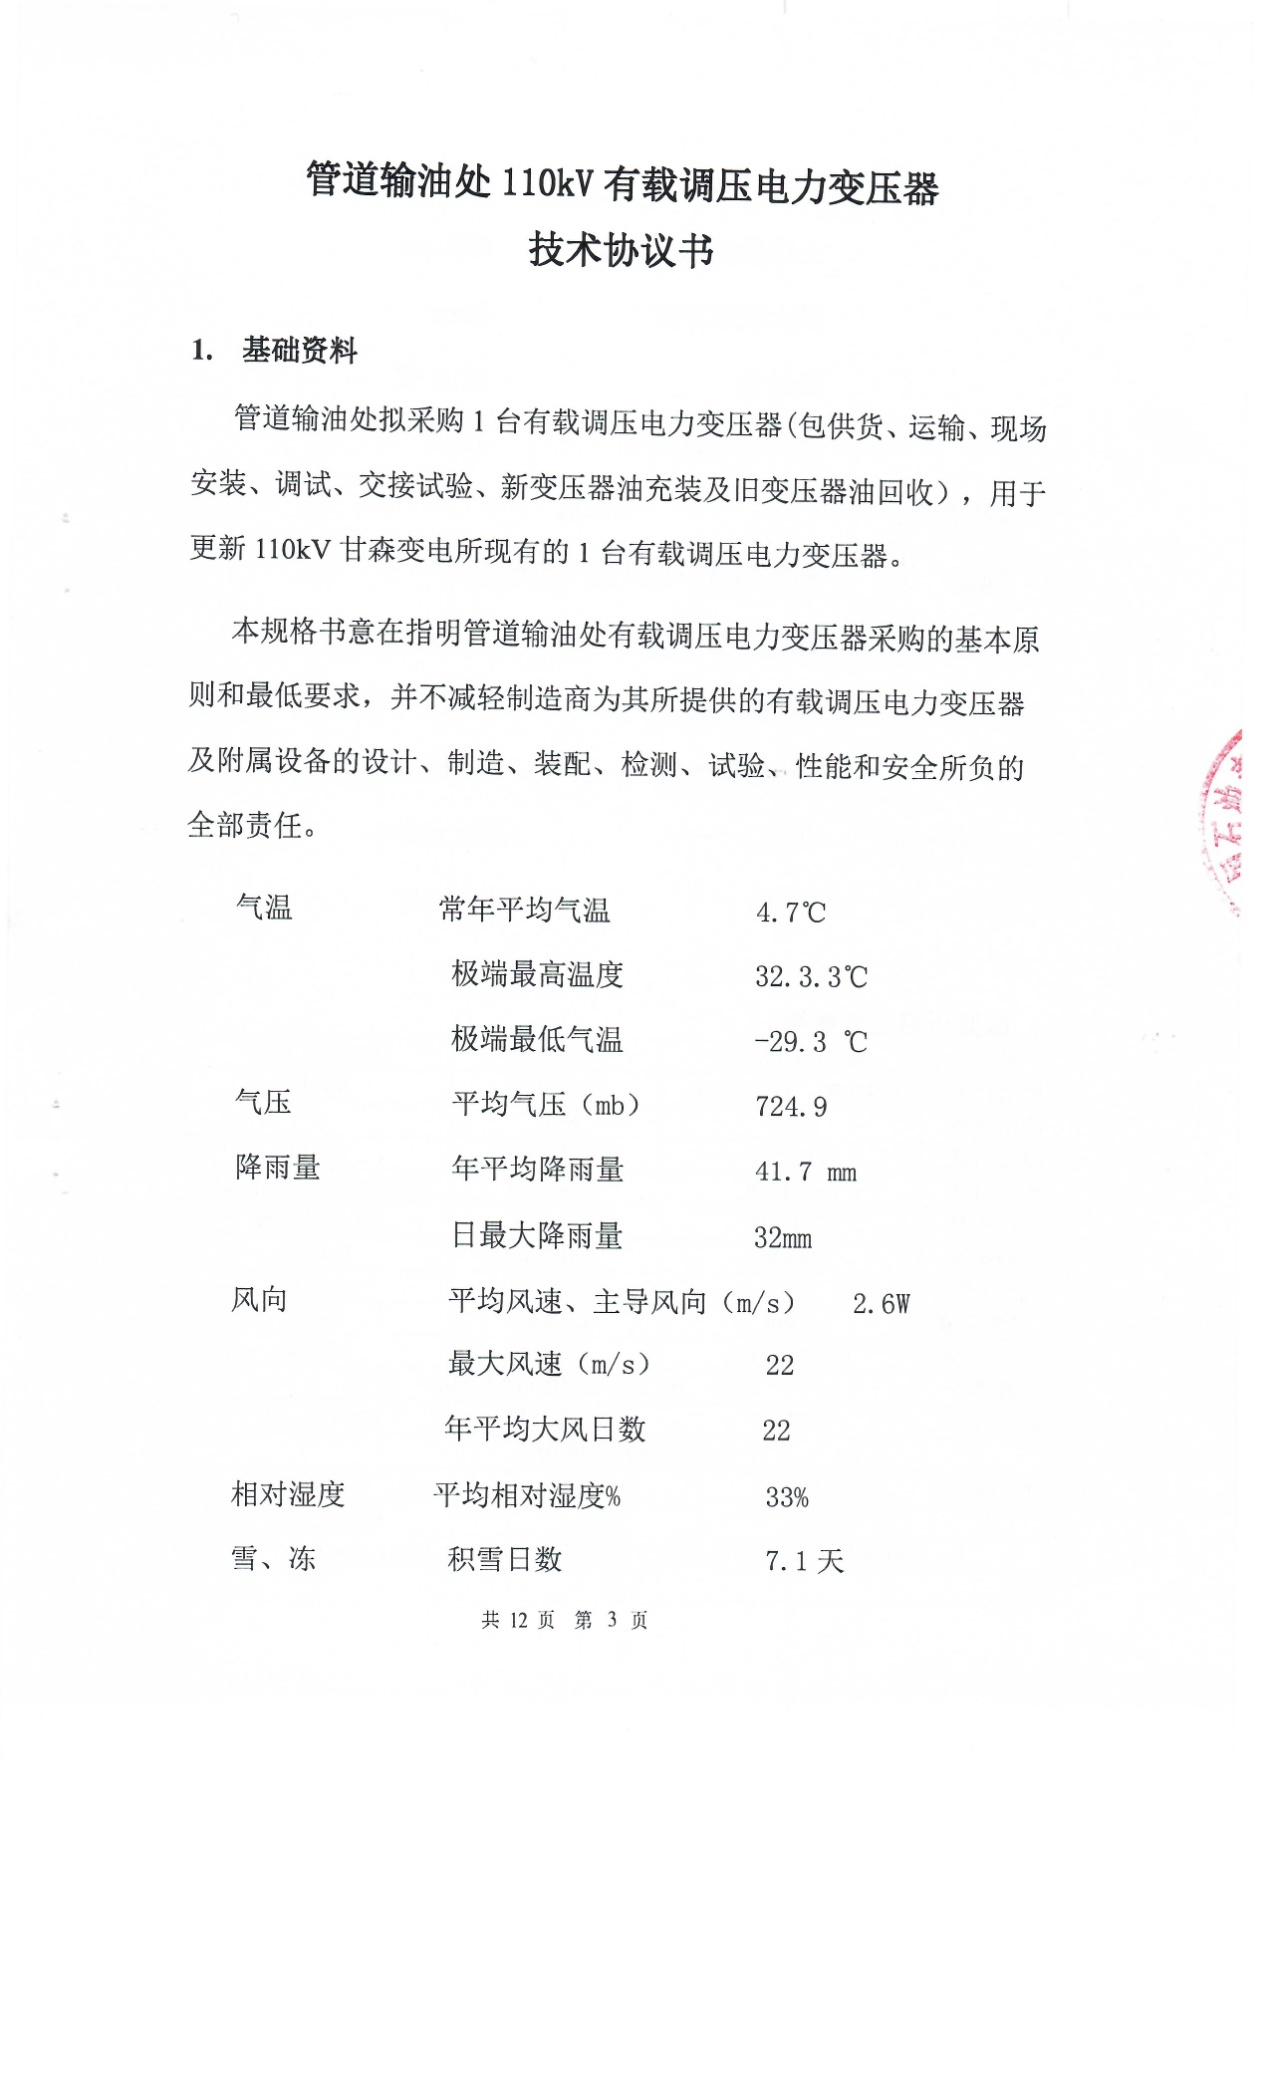 管道输油处 110kV 有载调压电力变压器
技术协议书
1. 基础资料
管道输油处拟采购 1 台有载调压电力变压器(包供货、运输、现场
安装、调试、交接试验、新变压器油充装及旧变压器油回收），用于
更新 110kV 甘森变电所现有的 1 台有载调压电力变压器。
本规格书意在指明管道输油处有载调压电力变压器采购的基本原
则和最低要求，并不减轻制造商为其所提供的有载调压电力变压器
及附属设备的设计、制造、装配、检测、试验、性能和安全所负的
全部责任。
气温 常年平均气温 4.7℃
极端最高温度 32.3.3℃
极端最低气温 -29.3 ℃
气压 平均气压（mb） 724.9
降雨量 年平均降雨量 41.7 mm
日最大降雨量 32mm
风向 平均风速、主导风向（m/s） 2.6W
最大风速（m/s） 22
年平均大风日数 22
相对湿度 平均相对湿度% 33%
雪、冻 积雪日数 7.1 天
共 12 页 第 3 页